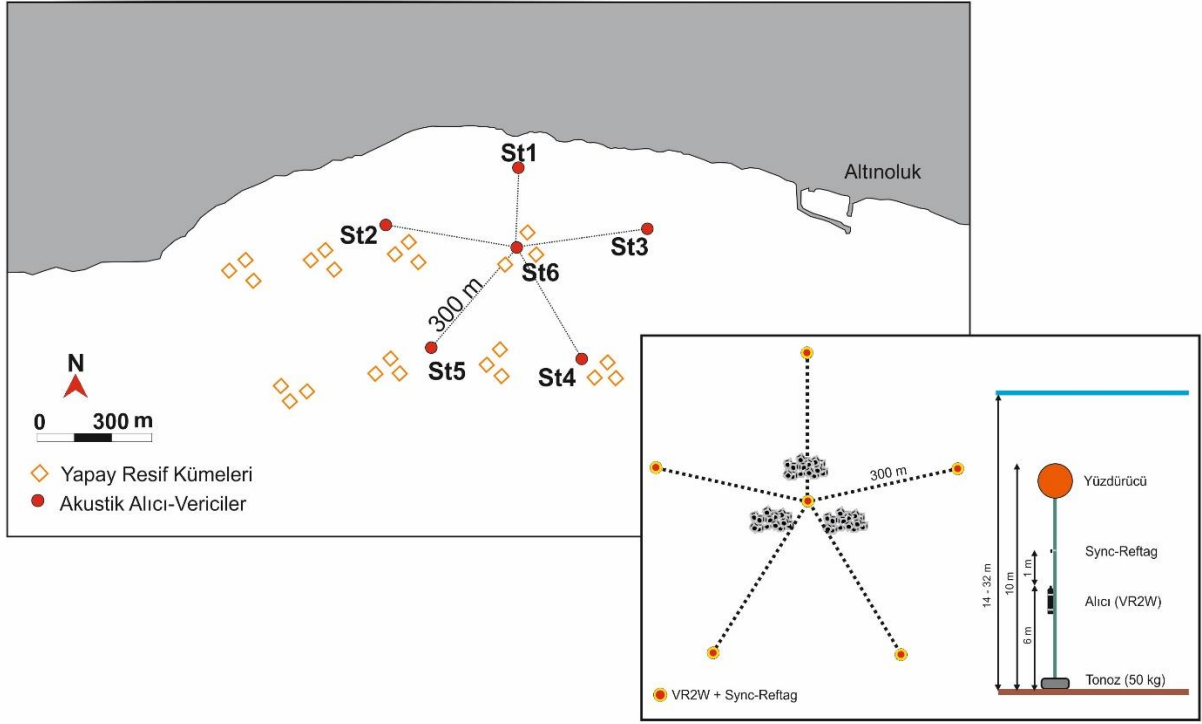 St1
Altınoluk
St2
St3
St6
300 m
St5
St4
N
0 300 m
Yapay Resif Kümeleri
Akustik Alıcı-Vericiler
300 m
VR2W + Sync-Reftag
14 - 32 m
10 m
1 m
6 m
Yüzdürücü
Sync-Reftag
Alıcı (VR2W)
Tonoz (50 kg)